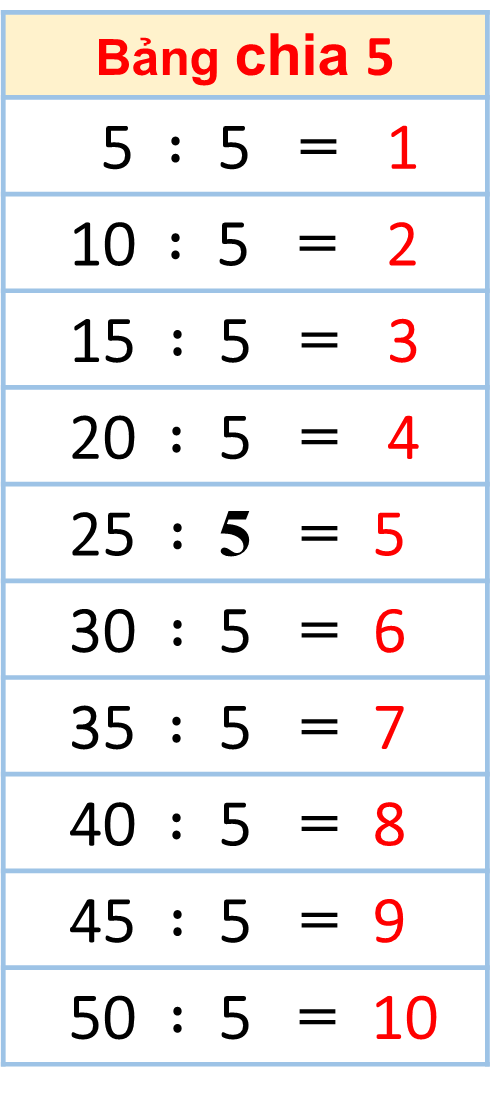 Bảng chia 5
5 : 5 = 1
10 : 5 = 2
15 : 5 = 3
20 : 5 = 4
25 : 5 = 5
30 : 5 = 6
35 : 5 = 7
40 : 5 = 8
45 : 5 = 9
50 : 5 = 10